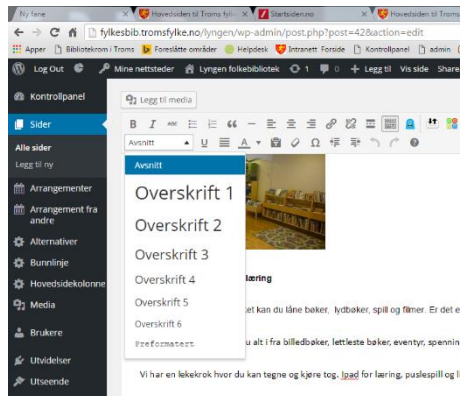 Ny fane
Hovedsiden til Troms fyll
Startsiden.no
Hovedsiden til Troms
fylkesbib.tromsfylke.no/lyngen/wp-admin/post.php?post=42&action=edit
Apper Bibliotekrom i Troms Foreslåtte områder Helpdesk Intranett Forside Kontrollpanel admin
Log Out Mine nettsteder Lyngen folkebibliotek 1 0 Legg til Vis side Share
Kontrollpanel
Legg til media
Sider
B I ABC
Avsnitt U A Ω
Alle sider
Legg til ny
Avsnitt
Overskrift 1
Overskrift 2
Overskrift 3
Overskrift 4
Overskrift 5
Overskrift 6
Preformatert
Arrangementer
Arrangement fra
andre
Alternativer
Bunnlinje
Hovedsidekolonne
Media
Brukere
Utvidelser
Utseende
læring
et kan du låne bøker, lydbøker, spill og filmer. Er det e
u alt i fra billedbøker, lettleste bøker, eventyr, spennin
Vi har en lekekrok hvor du kan tegne og kjøre tog. Ipad for læring, puslespill og li